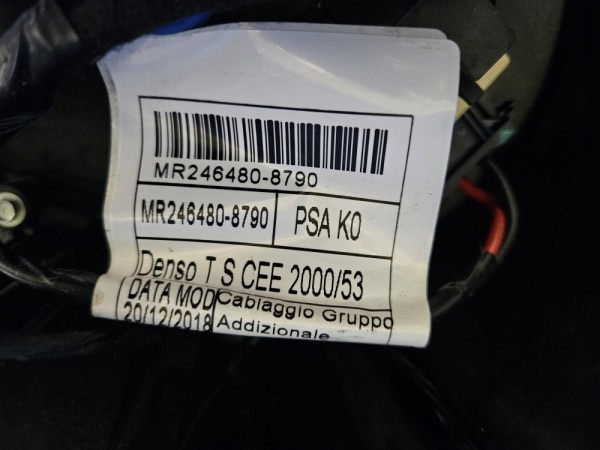 MR246480-8790
MR246480-8790 PSA K0
Denso T S CEE 2000/53
DATA MOD Cablaggio Gruppo
20/12/2018 Addizionale